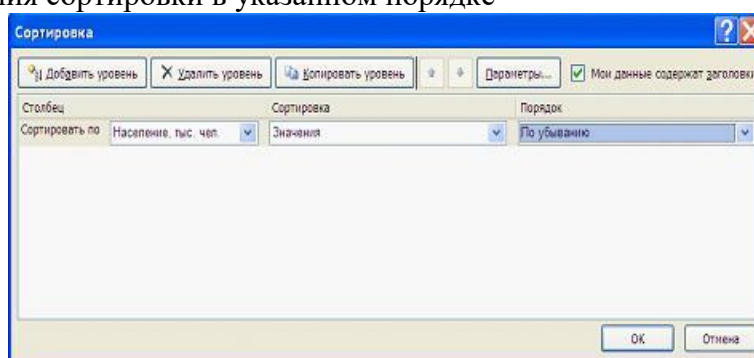 ия сортировки в указанном порядке
Сортировка
Добавить уровень Удалить уровень Копировать уровень Параметры... Мои данные содержат заголовки
Столбец Сортировка Порядок
Сортировать по Население, тыс. чел. Значения По убыванию
ОК Отмена